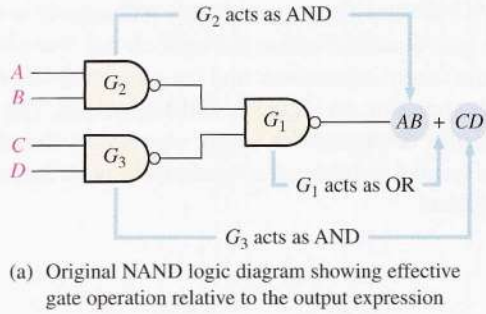 G₂ acts as AND
A
B
G₂
G₁
AB + CD
C
D
G₃
G₁ acts as OR
G₃ acts as AND
(a) Original NAND logic diagram showing effective
gate operation relative to the output expression